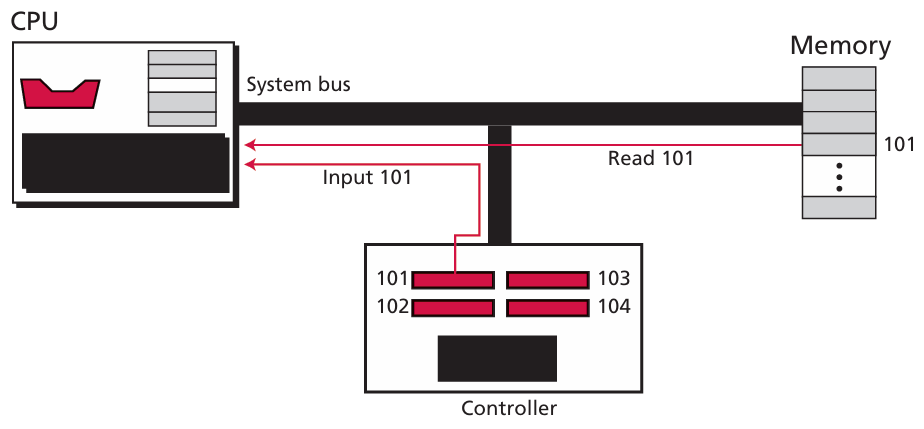 CPU
Memory
System bus
101
Read 101
Input 101
101
103
102
104
Controller